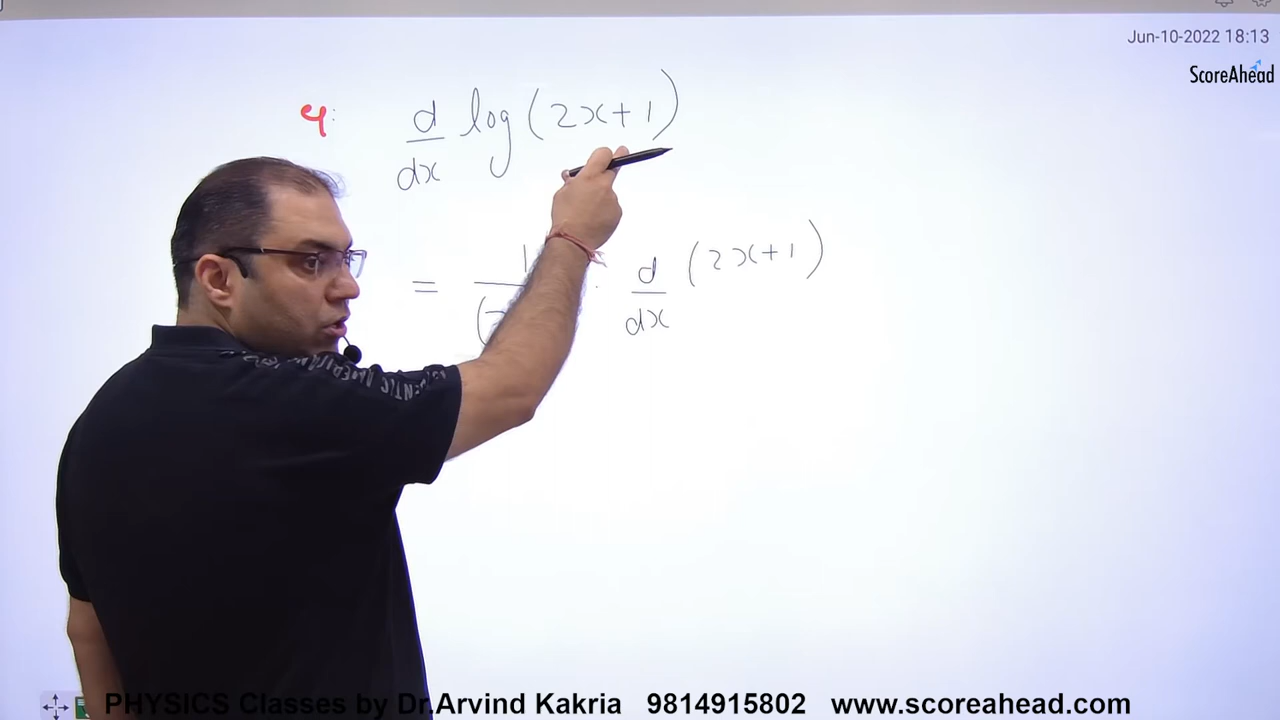 Jun-10-2022 18:13
ScoreAhead
4:
d/dx log(2x+1)
= 1/(2 · d/dx (2x+1)
PHYSICS Classes by Dr.Arvind Kakria 9814915802 www.scoreahead.com